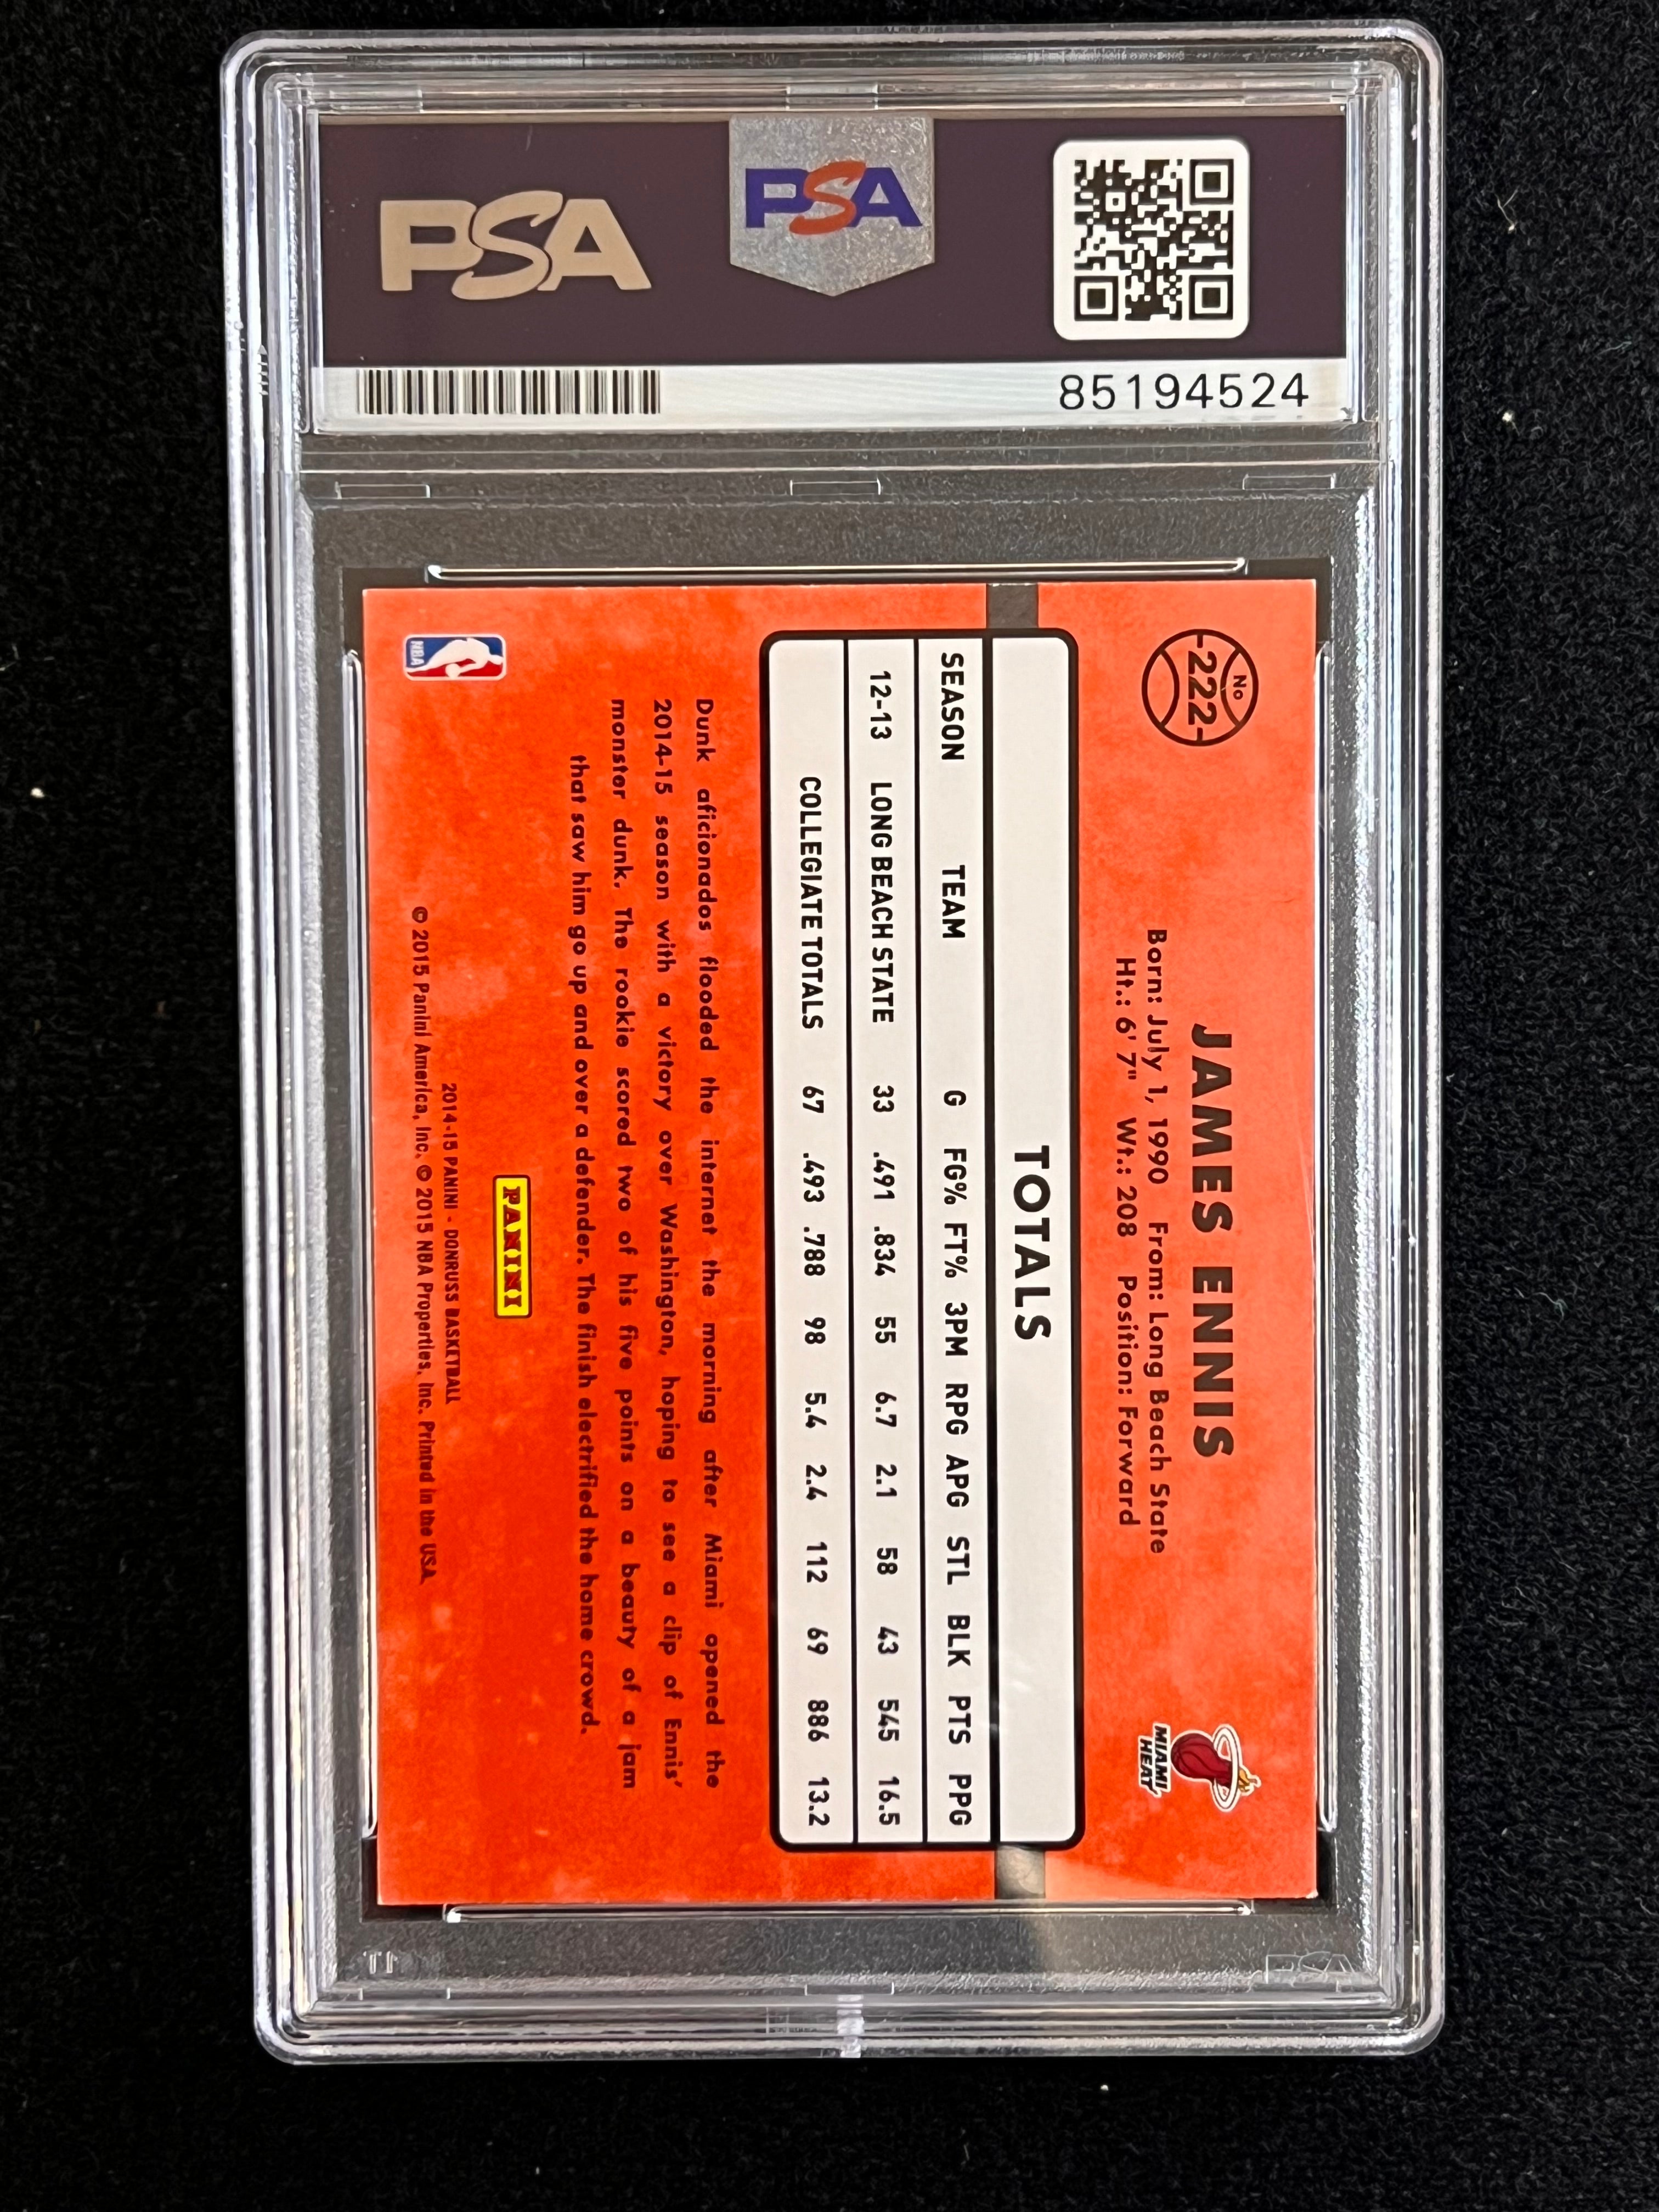 PSA
PSA
85194524
No
222
JAMES ENNIS
Born: July 1, 1990 From: Long Beach State
Ht.: 6' 7" Wt.: 208 Position: Forward
MIAMI
HEAT
TOTALS
SEASON TEAM G FG% FT% 3PM RPG APG STL BLK PTS PPG
12-13 LONG BEACH STATE 33 .491 .834 55 6.7 2.1 58 43 545 16.5
COLLEGIATE TOTALS 67 .493 .788 98 5.4 2.4 112 69 886 13.2
Dunk aficionados flooded the internet the morning after Miami opened the
2014-15 season with a victory over Washington, hoping to see a clip of Ennis'
monster dunk. The rookie scored two of his five points on a beauty of a jam
that saw him go up and over a defender. The finish electrified the home crowd.
PANINI
2014-15 PANINI - DONRUSS BASKETBALL
© 2015 Panini America, Inc. © 2015 NBA Properties, Inc. Printed in the USA.
NBA
PSA